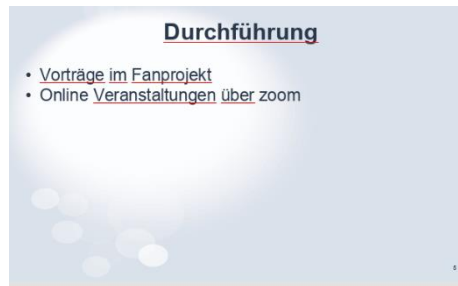 Durchführung
• Vorträge im Fanprojekt
• Online Veranstaltungen über zoom